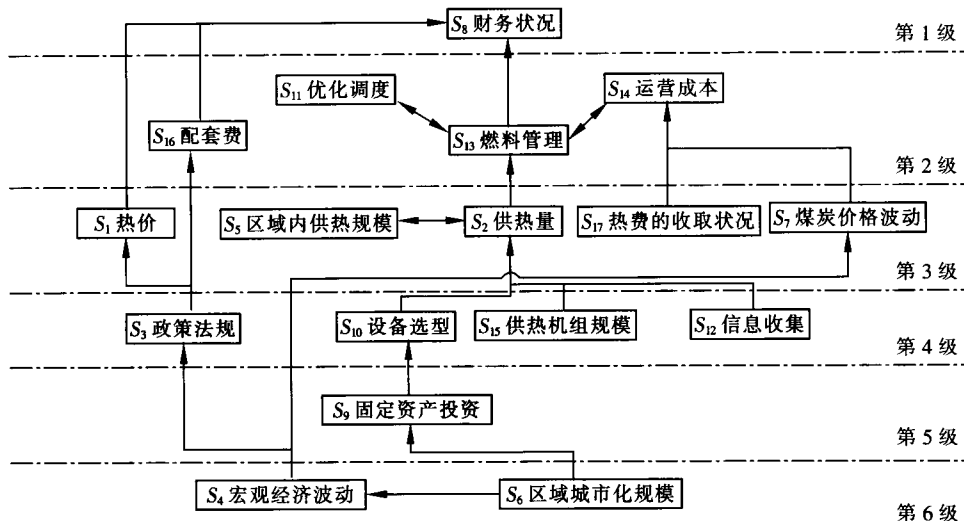 S₈ 财务状况
第 1 级
S₁₁ 优化调度
S₁₄ 运营成本
S₁₆ 配套费
S₁₃ 燃料管理
第 2 级
S₁ 热价
S₅ 区域内供热规模
S₂ 供热量
S₁₇ 热费的收取状况
S₇ 煤炭价格波动
第 3 级
S₃ 政策法规
S₁₀ 设备选型
S₁₅ 供热机组规模
S₁₂ 信息收集
第 4 级
S₉ 固定资产投资
第 5 级
S₄ 宏观经济波动
S₆ 区域城市化规模
第 6 级